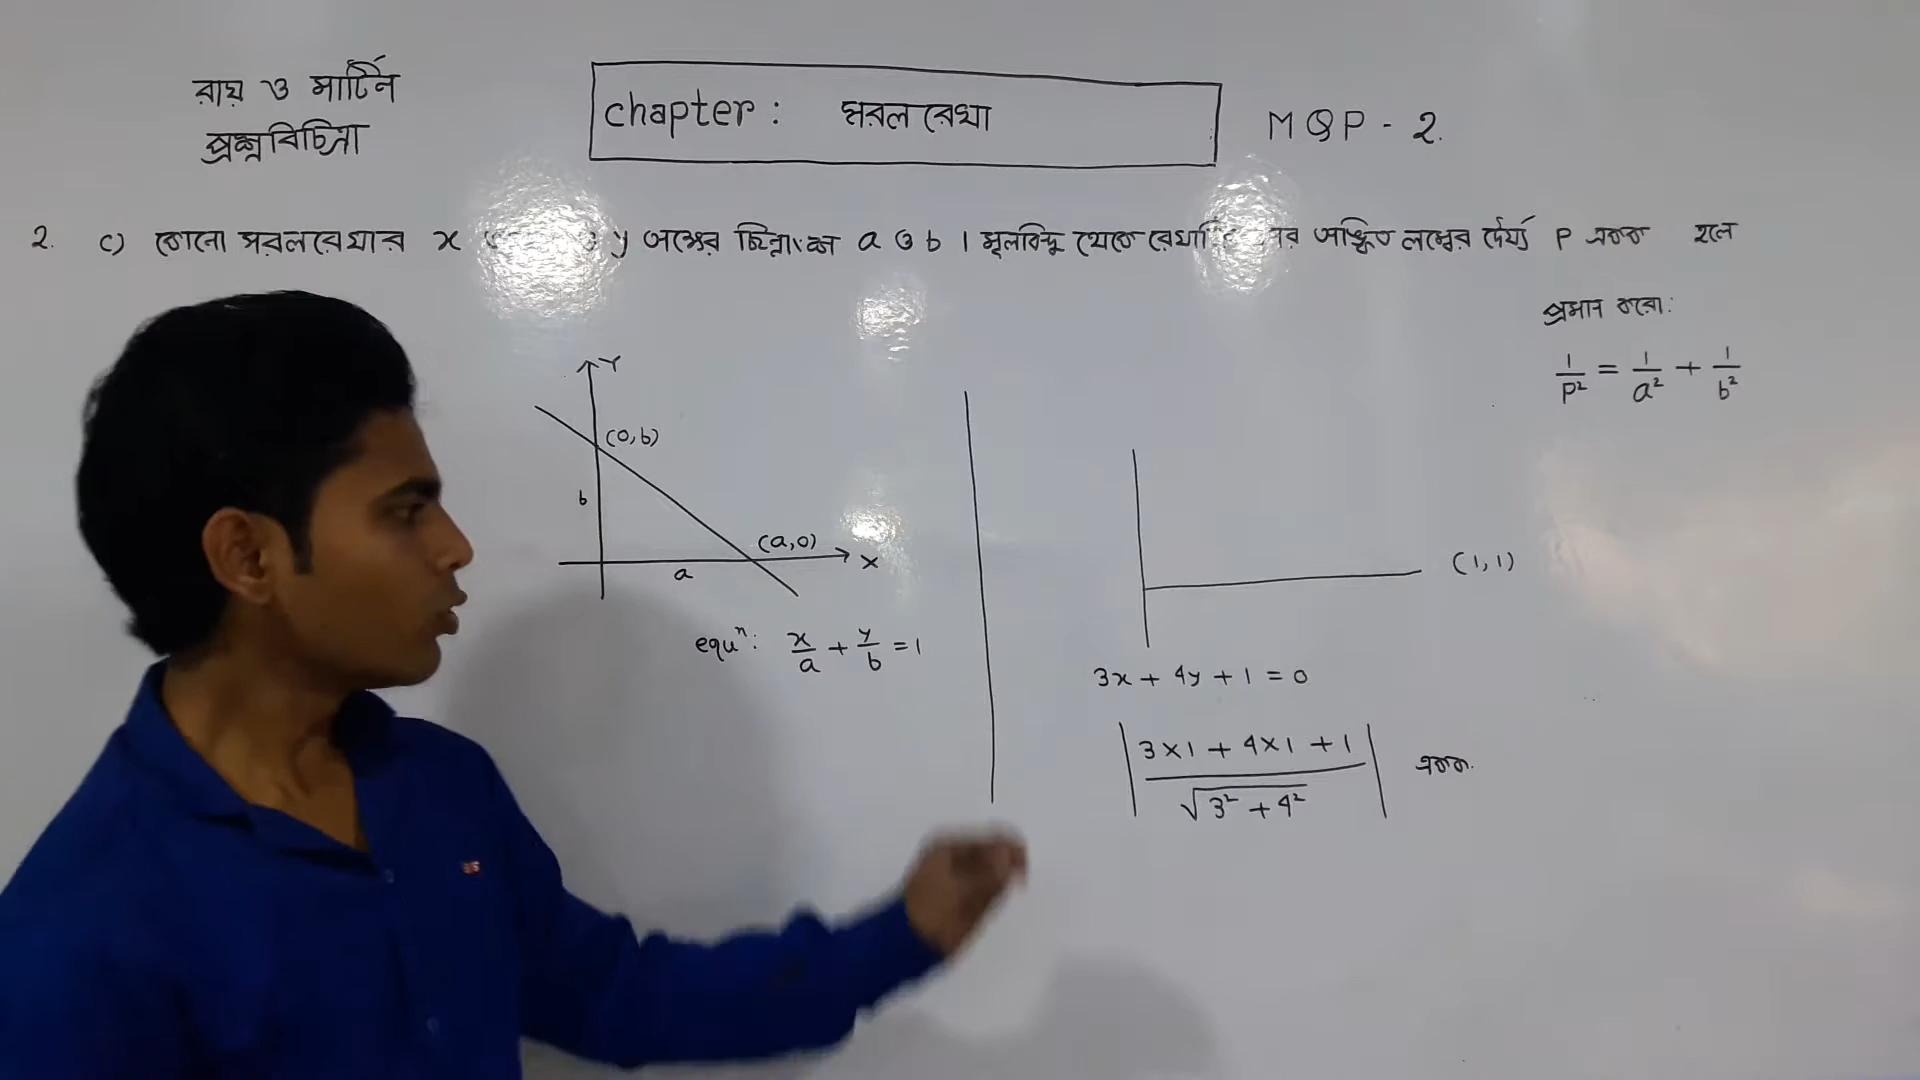 রায় ও মার্টিন
প্রশ্নবিচিত্রা
chapter: সরলরেখা
MQP - 2.
2. c) কোনো সরলরেখার x y অক্ষের ছিন্নাংশ a ও b । মূলবিন্দু থেকে অঙ্কিত লম্বের দৈর্ঘ্য P একক হলে
প্রমান করো:
1/P² = 1/a² + 1/b²
Y
(0,b)
b
(a,0)
X
a
equⁿ: x/a + y/b = 1
(1,1)
3x + 4y + 1 = 0
|(3×1 + 4×1 + 1)/√(3² + 4²)| একক.